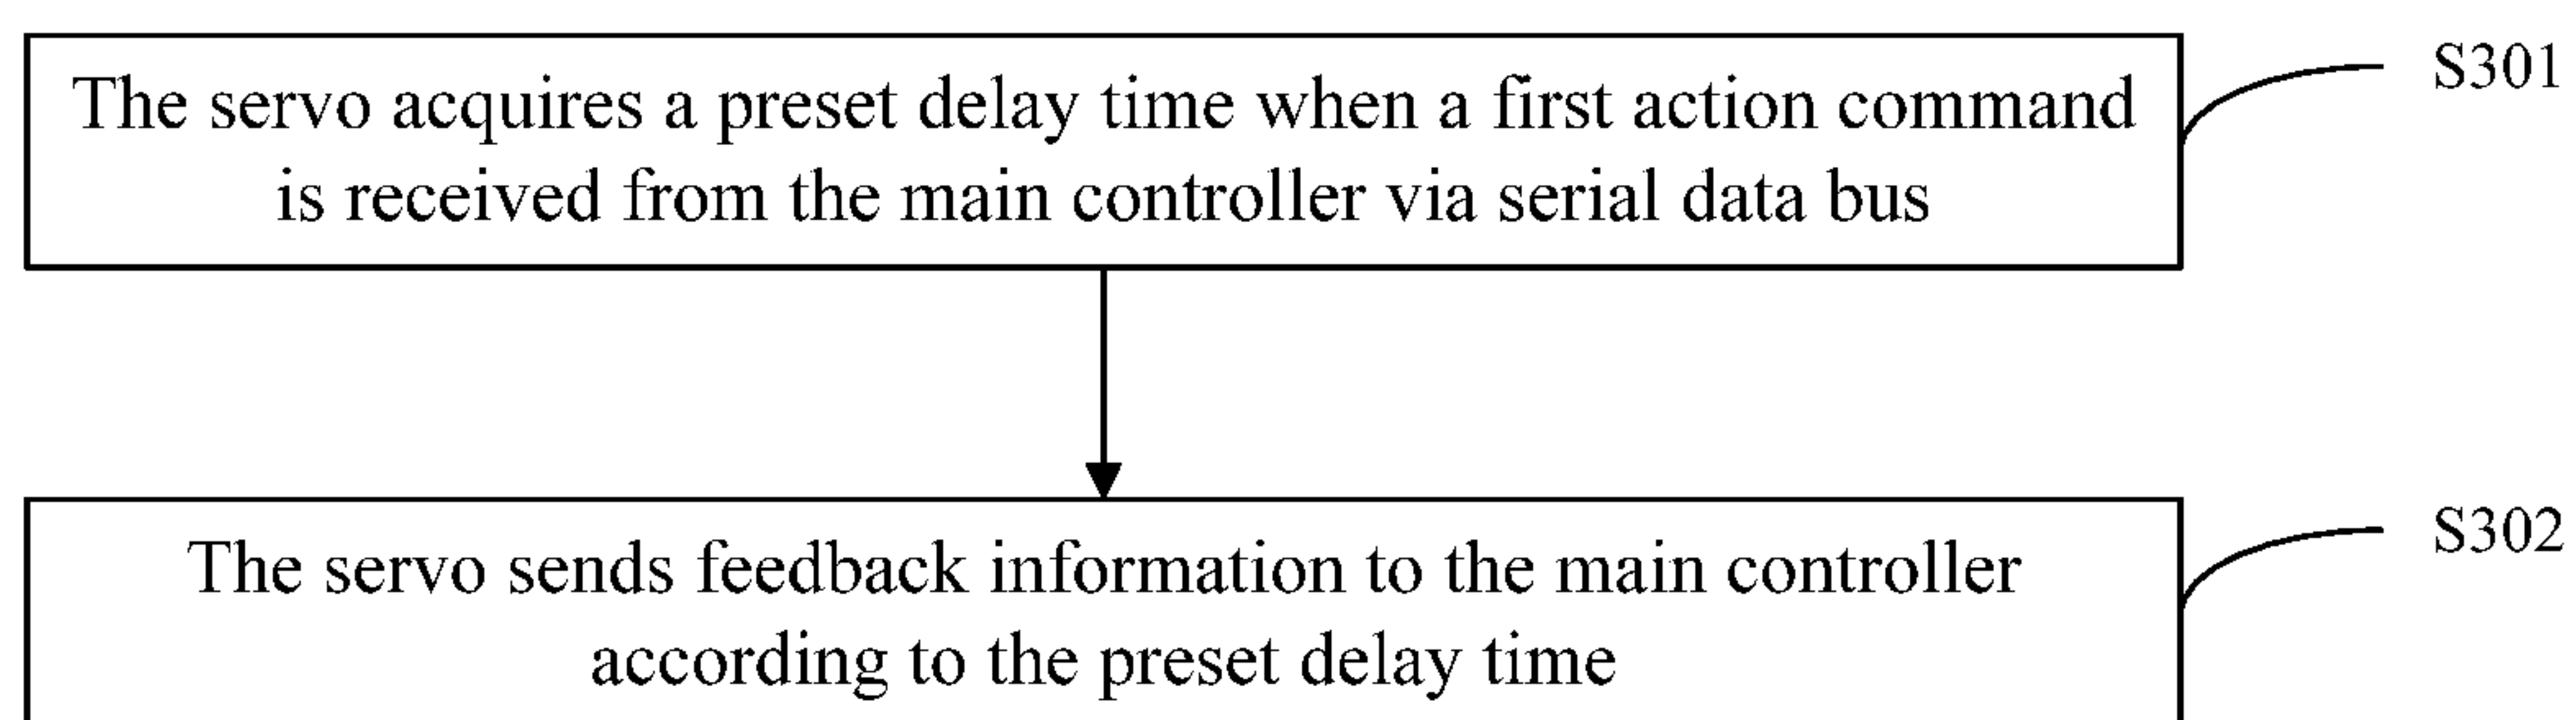 The servo acquires a preset delay time when a first action command
is received from the main controller via serial data bus
S301
The servo sends feedback information to the main controller
according to the preset delay time
S302